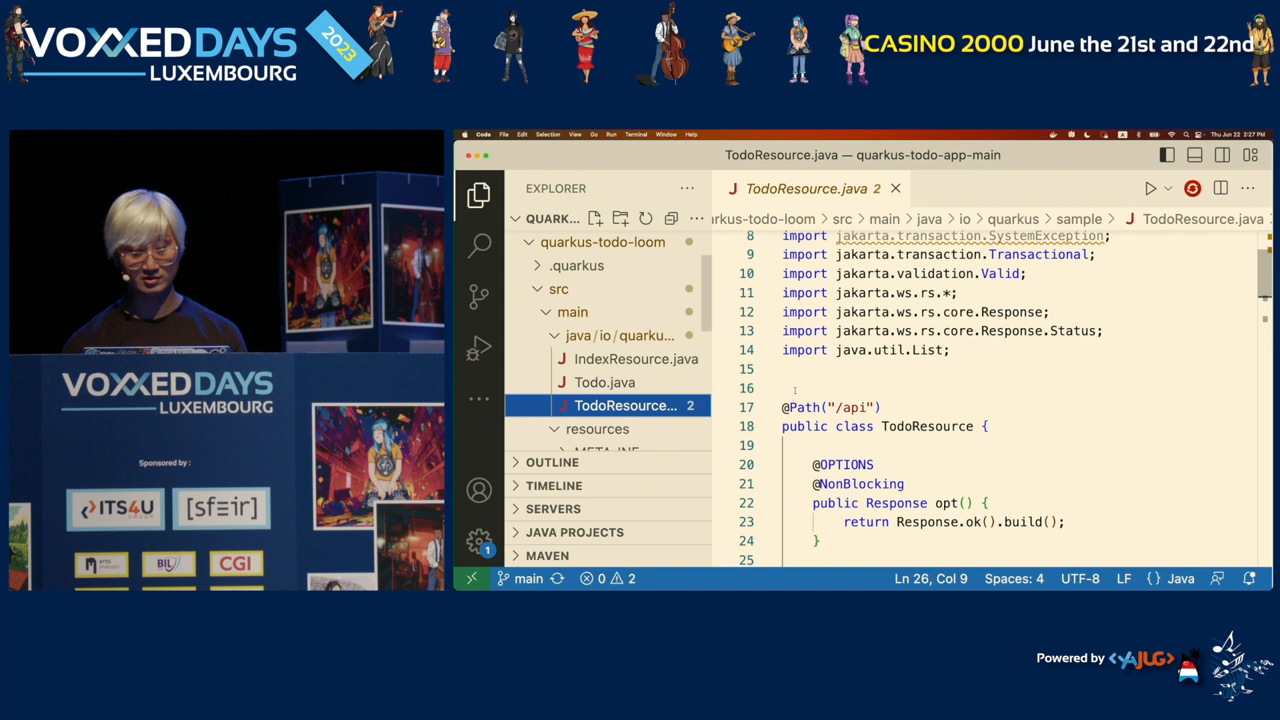 VOXXEDDAYS
LUXEMBOURG
2023
CASINO 2000 June the 21st and 22nd
Code File Edit Selection View Go Run Terminal Window Help
Thu Jun 22 2:27 PM
TodoResource.java — quarkus-todo-app-main
EXPLORER
QUARK...
quarkus-todo-loom
.quarkus
src
main
java/io/quarku...
IndexResource.java
Todo.java
TodoResource... 2
resources
META-INF
OUTLINE
TIMELINE
SERVERS
JAVA PROJECTS
MAVEN
1
TodoResource.java 2
arkus-todo-loom > src > main > java > io > quarkus > sample > TodoResource.java
8 import jakarta.transaction.SystemException;
9 import jakarta.transaction.Transactional;
10 import jakarta.validation.Valid;
11 import jakarta.ws.rs.*;
12 import jakarta.ws.rs.core.Response;
13 import jakarta.ws.rs.core.Response.Status;
14 import java.util.List;
15
16
17 @Path("/api")
18 public class TodoResource {
19
20 @OPTIONS
21 @NonBlocking
22 public Response opt() {
23 return Response.ok().build();
24 }
25
main 0 2 Ln 26, Col 9 Spaces: 4 UTF-8 LF {} Java
VOXXEDDAYS
LUXEMBOURG
Sponsored by :
ITS4U
GROUP
[sfeir]
BIL
CGI
Powered by <YAJUG>